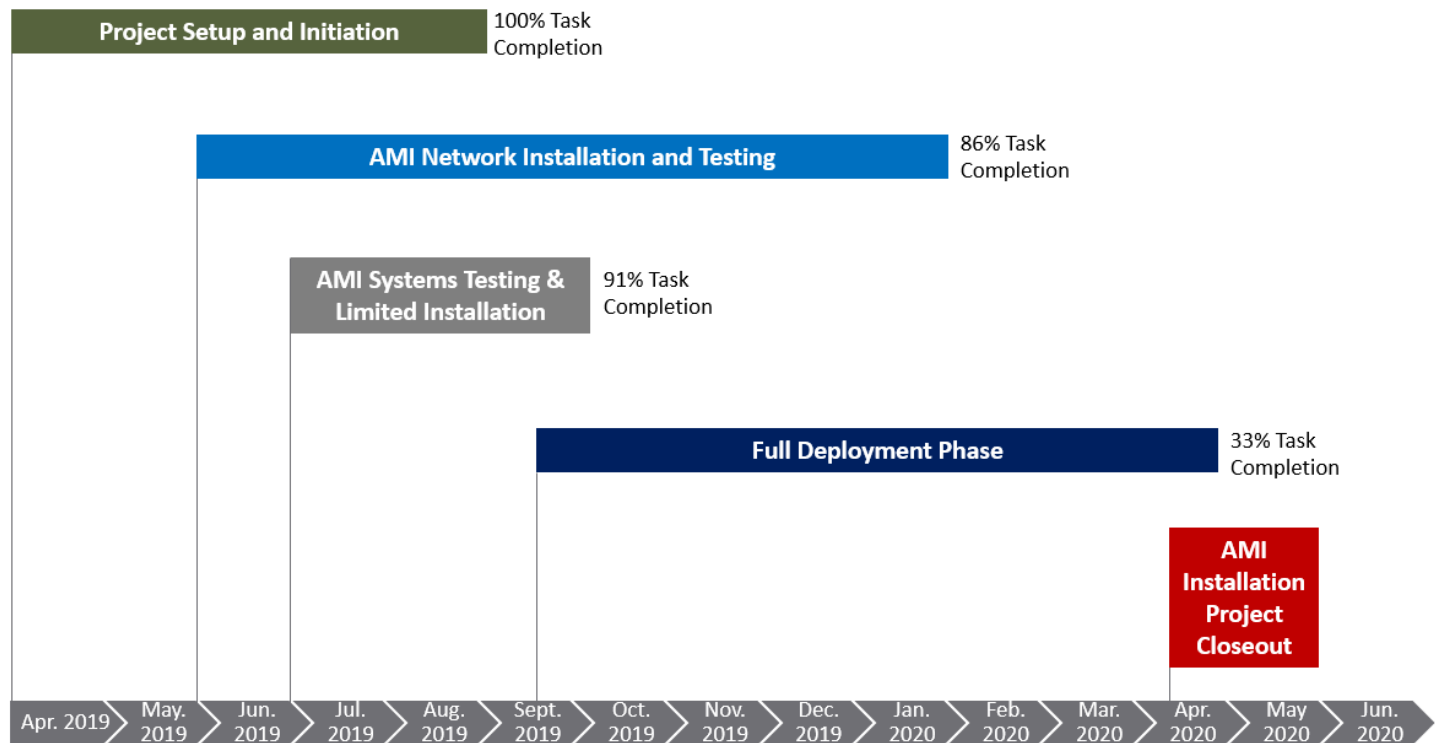 Project Setup and Initiation
100% Task
Completion
AMI Network Installation and Testing
86% Task
Completion
AMI Systems Testing &
Limited Installation
91% Task
Completion
Full Deployment Phase
33% Task
Completion
AMI
Installation
Project
Closeout
Apr. 2019
May.
2019
Jun.
2019
Jul.
2019
Aug.
2019
Sept.
2019
Oct.
2019
Nov.
2019
Dec.
2019
Jan.
2020
Feb.
2020
Mar.
2020
Apr.
2020
May
2020
Jun.
2020